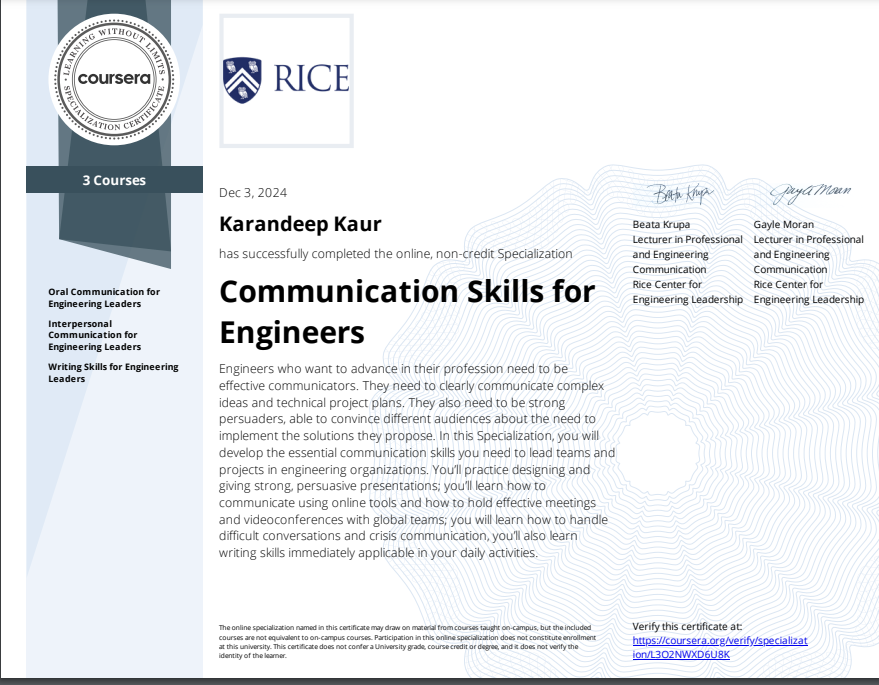 LEARNING WITHOUT LIMITS
coursera
SPECIALIZATION CERTIFICATE
3 Courses
Oral Communication for
Engineering Leaders
Interpersonal
Communication for
Engineering Leaders
Writing Skills for Engineering
Leaders
RICE
Dec 3, 2024
Karandeep Kaur
has successfully completed the online, non-credit Specialization
Communication Skills for
Engineers
Engineers who want to advance in their profession need to be
effective communicators. They need to clearly communicate complex
ideas and technical project plans. They also need to be strong
persuaders, able to convince different audiences about the need to
implement the solutions they propose. In this Specialization, you will
develop the essential communication skills you need to lead teams and
projects in engineering organizations. You'll practice designing and
giving strong, persuasive presentations; you'll learn how to
communicate using online tools and how to hold effective meetings
and videoconferences with global teams; you will learn how to handle
difficult conversations and crisis communication, you'll also learn
writing skills immediately applicable in your daily activities.
Beata Krupa
Gayle Moran
Beata Krupa
Lecturer in Professional
and Engineering
Communication
Rice Center for
Engineering Leadership
Gayle Moran
Lecturer in Professional
and Engineering
Communication
Rice Center for
Engineering Leadership
The online specialization named in this certificate may draw on material from courses taught on-campus, but the included
courses are not equivalent to on-campus courses. Participation in this online specialization does not constitute enrollment
at this university. This certificate does not confer a University grade, course credit or degree, and it does not verify the
identity of the learner.
Verify this certificate at:
https://coursera.org/verify/specializat
ion/L3O2NWXD6U8K